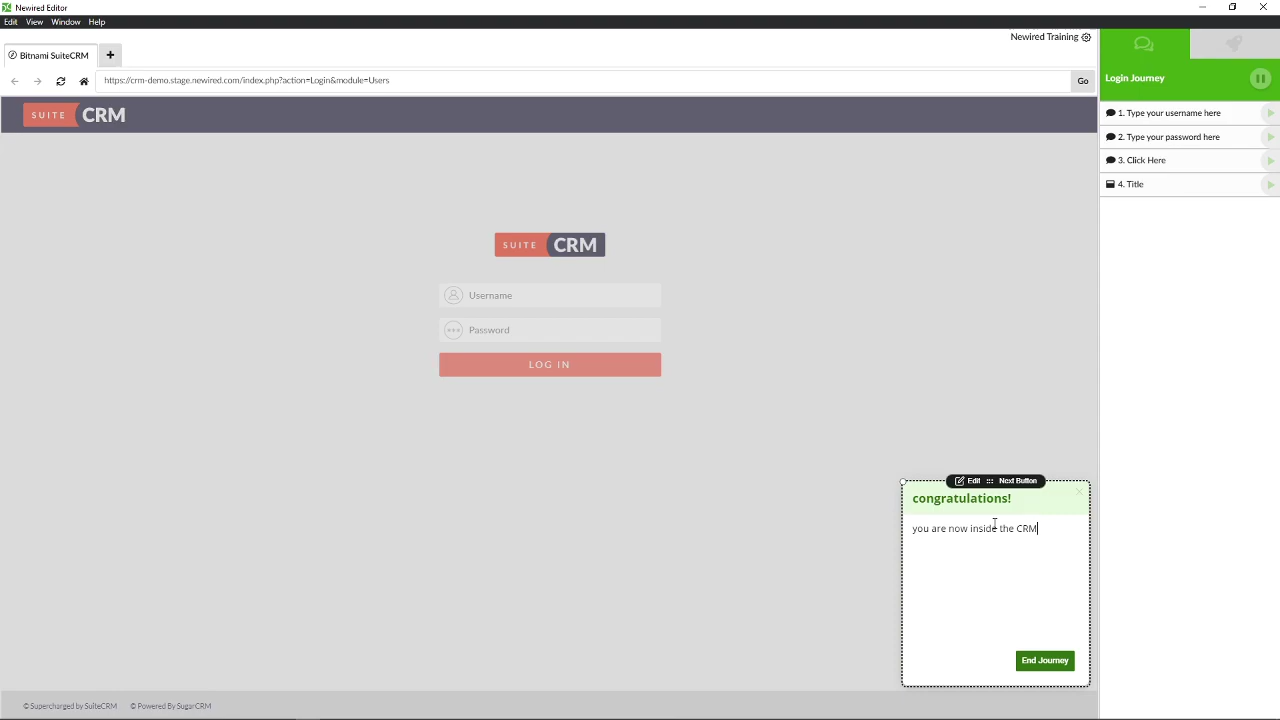 Newired Editor
Edit View Window Help
Bitnami SuiteCRM +
Newired Training
https://crm-demo.stage.newired.com/index.php?action=Login&module=Users Go
SUITE CRM
SUITE CRM
Username
Password
LOG IN
Edit Next Button
congratulations!
you are now inside the CRM
End Journey
© Supercharged by SuiteCRM © Powered By SugarCRM
Login Journey
1. Type your username here
2. Type your password here
3. Click Here
4. Title